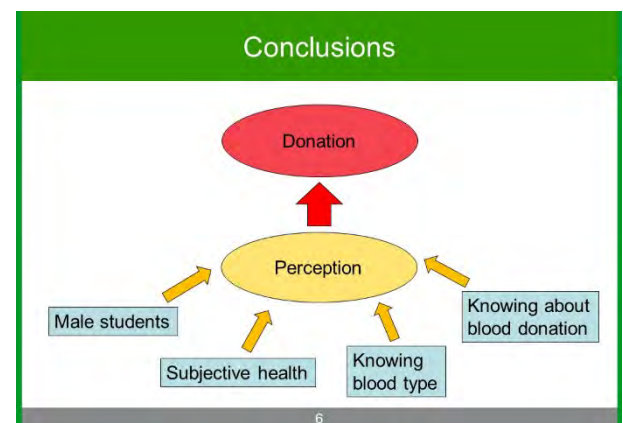 Conclusions
Donation
Perception
Male students
Subjective health
Knowing
blood type
Knowing about
blood donation
6